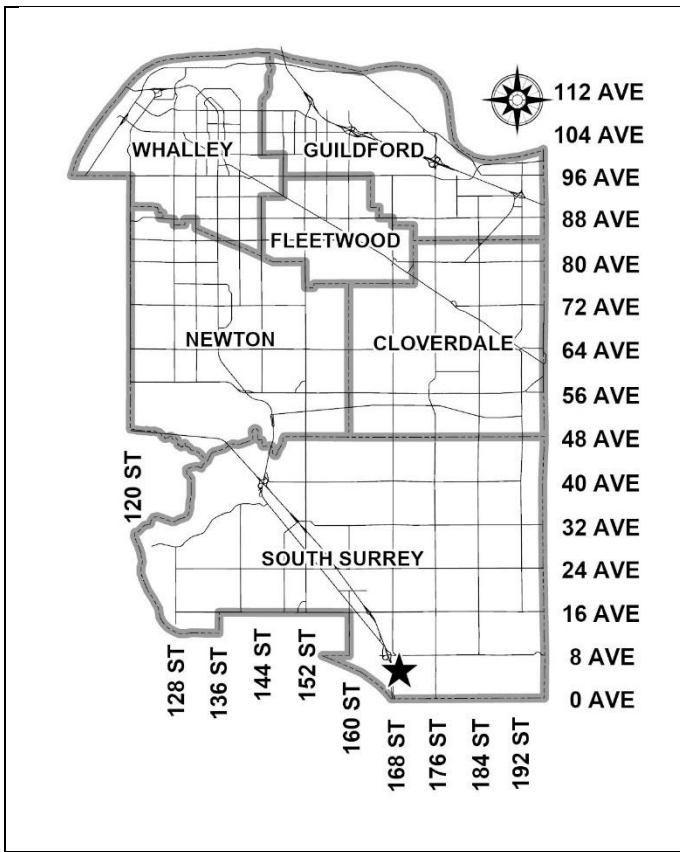 112 AVE
104 AVE
WHALLEY
GUILDFORD
96 AVE
88 AVE
FLEETWOOD
80 AVE
72 AVE
NEWTON
CLOVERDALE
64 AVE
56 AVE
48 AVE
120 ST
40 AVE
32 AVE
SOUTH SURREY
24 AVE
16 AVE
8 AVE
0 AVE
128 ST
136 ST
144 ST
152 ST
160 ST
168 ST
176 ST
184 ST
192 ST